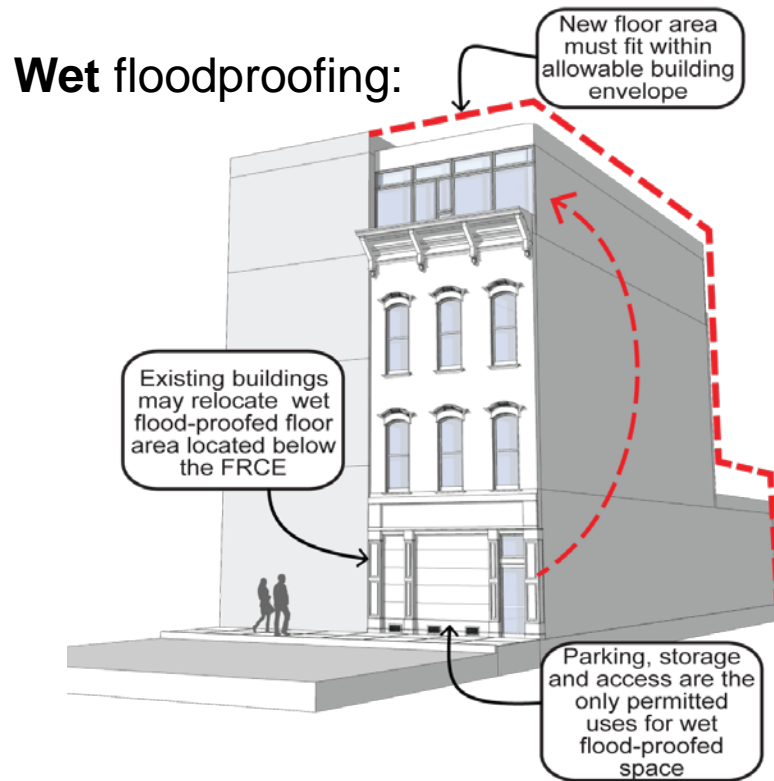 New floor area
must fit within
allowable building
envelope
Wet floodproofing:
Existing buildings
may relocate wet
flood-proofed floor
area located below
the FRCE
Parking, storage
and access are the
only permitted
uses for wet
flood-proofed
space